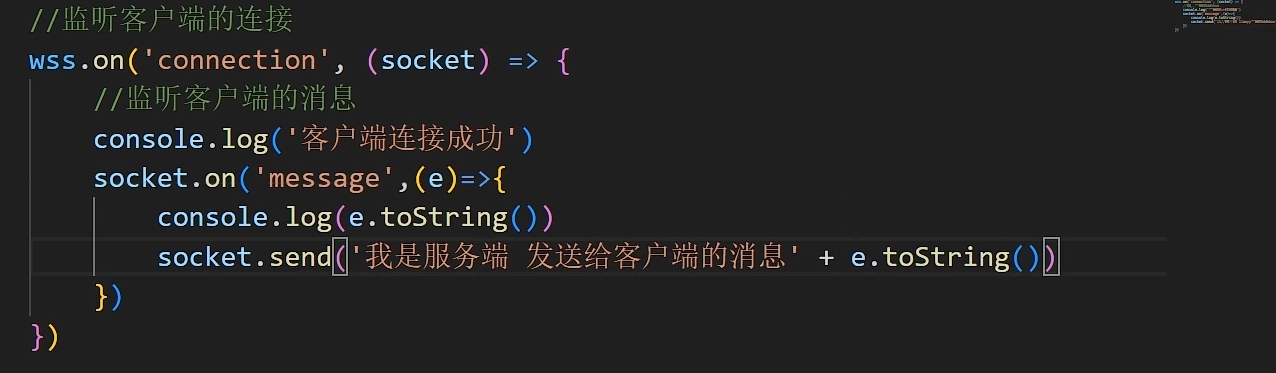 //监听客户端的连接
wss.on('connection', (socket) => {
//监听客户端的消息
console.log('客户端连接成功')
socket.on('message',(e)=>{
console.log(e.toString())
socket.send('我是服务端 发送给客户端的消息' + e.toString())
})
})